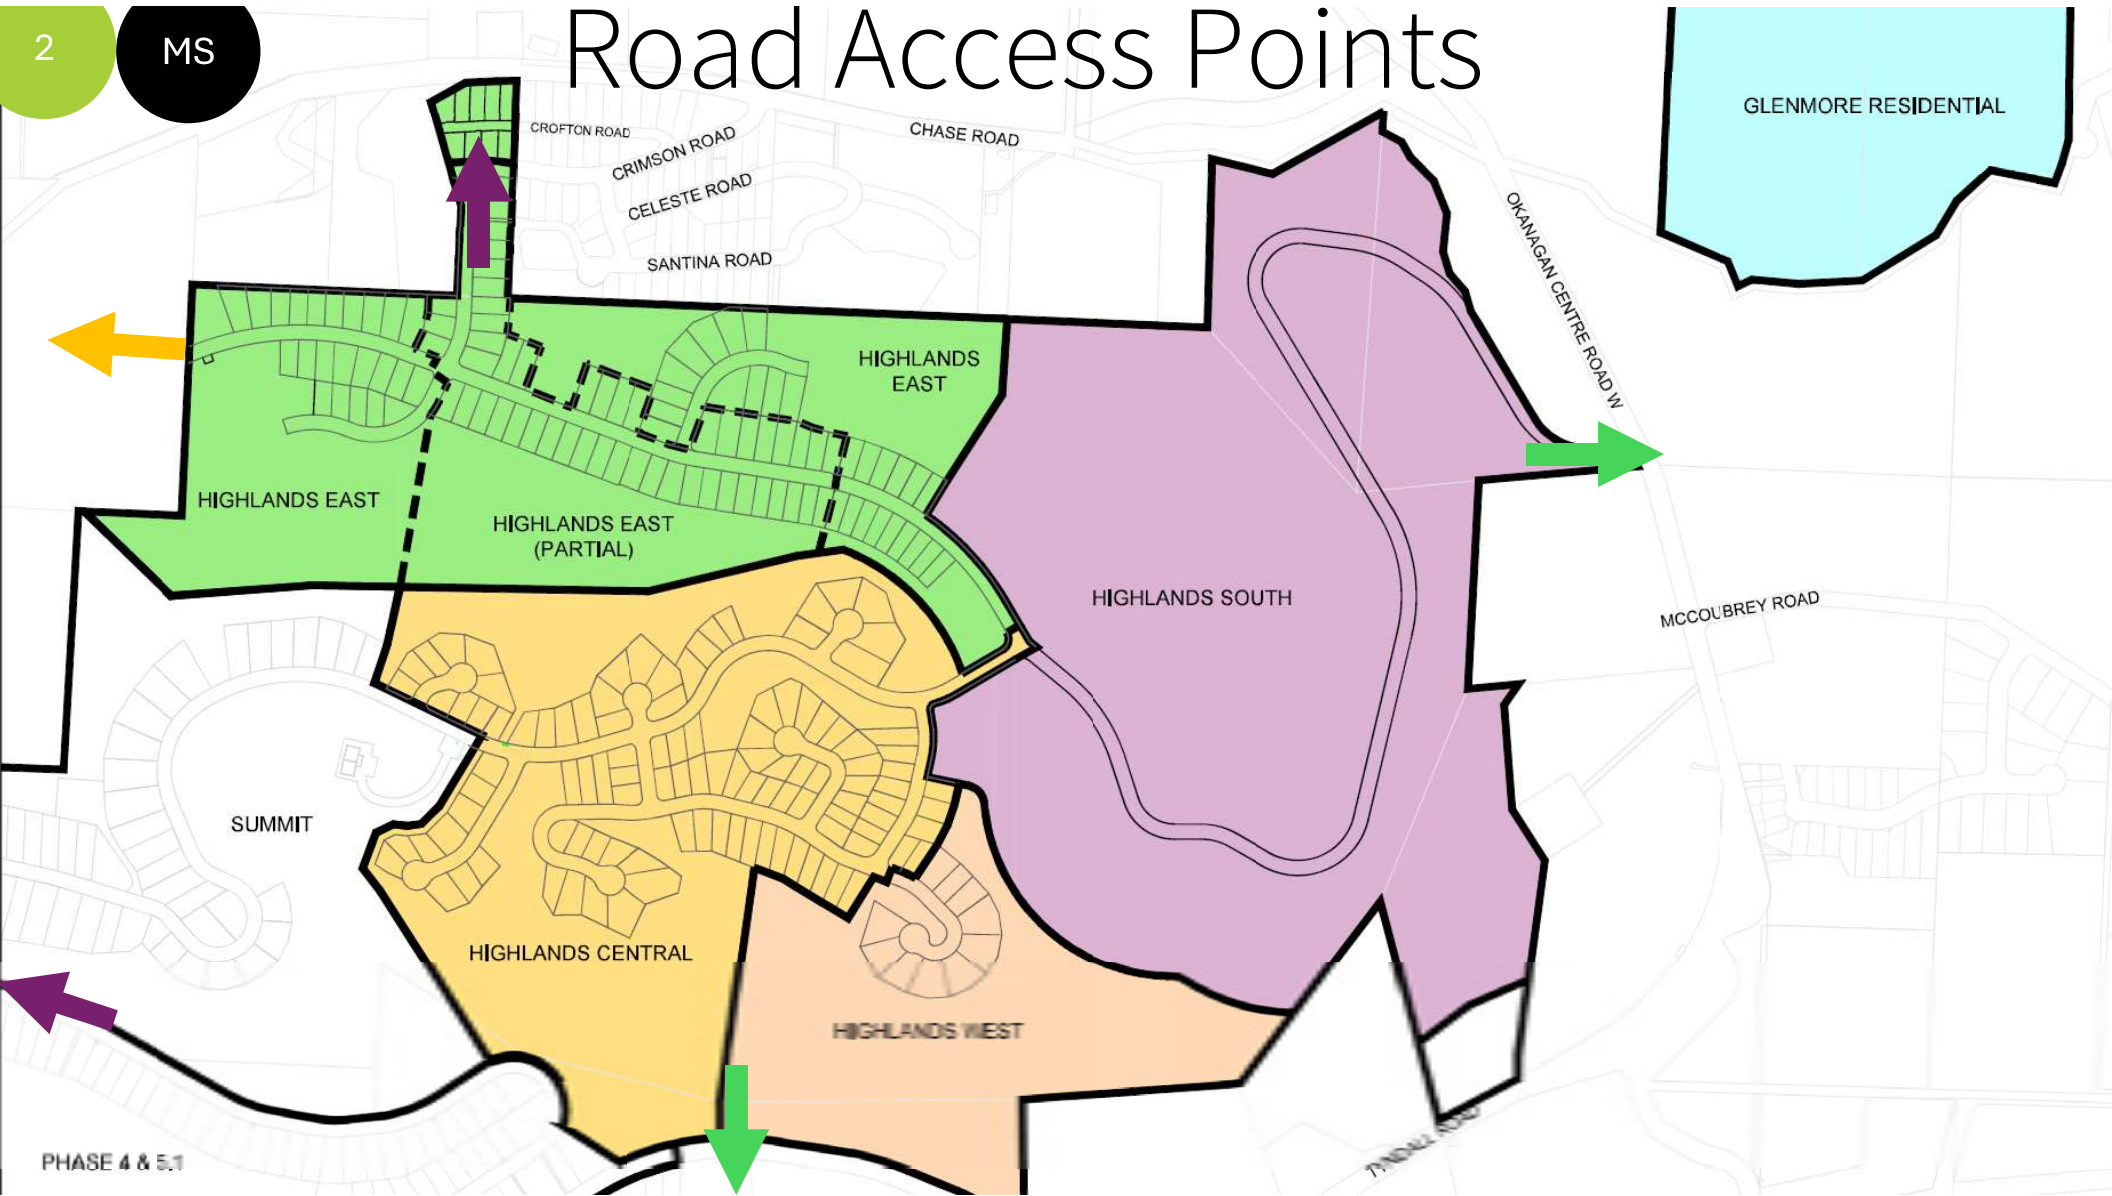 2
MS
Road Access Points
GLENMORE RESIDENTIAL
CROFTON ROAD
CRIMSON ROAD
CHASE ROAD
CELESTE ROAD
SANTINA ROAD
OKANAGAN CENTRE ROAD W
HIGHLANDS
EAST
HIGHLANDS EAST
HIGHLANDS EAST
(PARTIAL)
HIGHLANDS SOUTH
MCCOUBREY ROAD
SUMMIT
HIGHLANDS CENTRAL
HIGHLANDS WEST
TYNDALL ROAD
PHASE 4 & 5.1